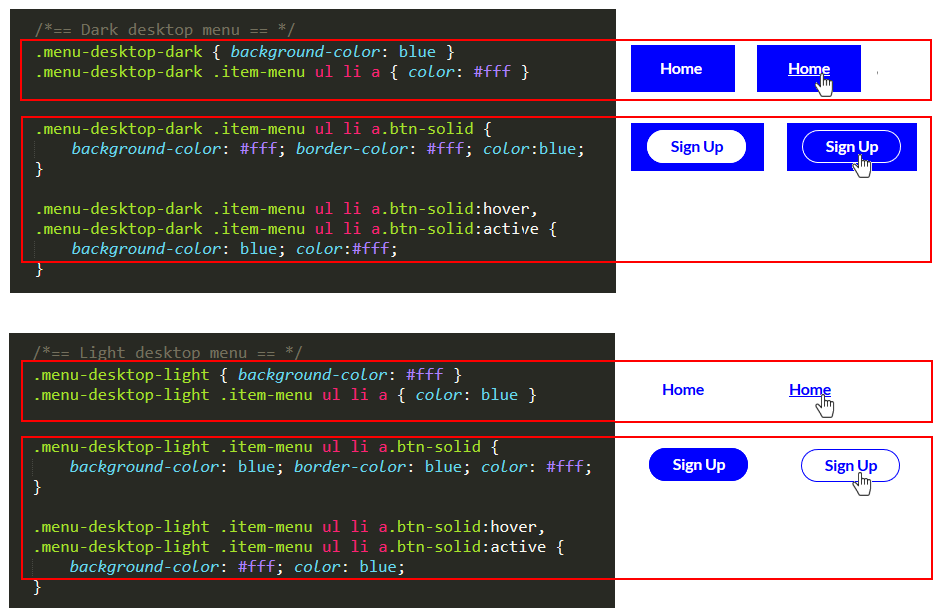 /*== Dark desktop menu == */
.menu-desktop-dark { background-color: blue }
.menu-desktop-dark .item-menu ul li a { color: #fff }
Home
Home
.menu-desktop-dark .item-menu ul li a.btn-solid {
background-color: #fff; border-color: #fff; color:blue;
}
Sign Up
Sign Up
.menu-desktop-dark .item-menu ul li a.btn-solid:hover,
.menu-desktop-dark .item-menu ul li a.btn-solid:active {
background-color: blue; color:#fff;
}
/*== Light desktop menu == */
.menu-desktop-light { background-color: #fff }
.menu-desktop-light .item-menu ul li a { color: blue }
Home
Home
.menu-desktop-light .item-menu ul li a.btn-solid {
background-color: blue; border-color: blue; color: #fff;
}
Sign Up
Sign Up
.menu-desktop-light .item-menu ul li a.btn-solid:hover,
.menu-desktop-light .item-menu ul li a.btn-solid:active {
background-color: #fff; color: blue;
}